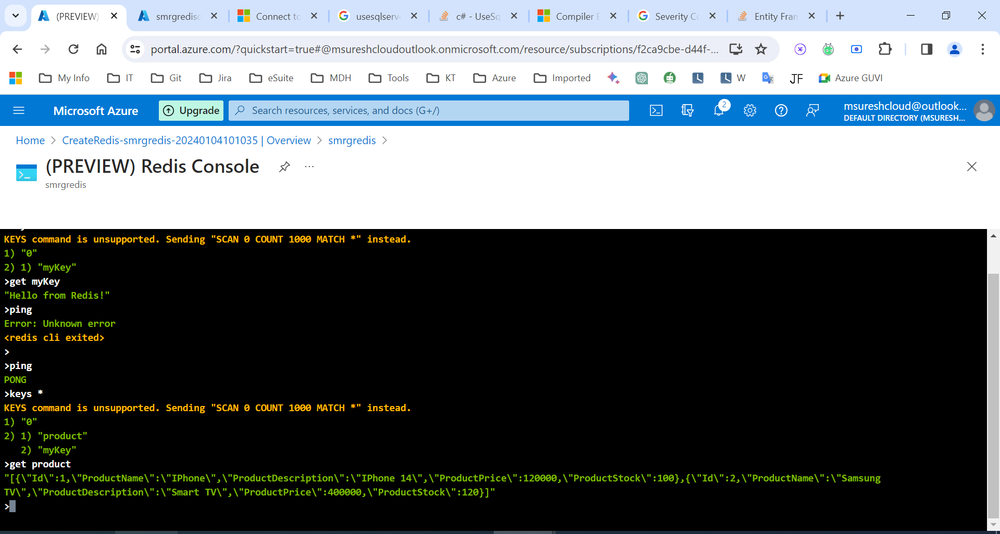 (PREVIEW)
smrgredisc
Connect to
usesqlserv
c# - UseSq
Compiler E
Severity Co
Entity Fram
portal.azure.com/?quickstart=true#@msureshcloudoutlook.onmicrosoft.com/resource/subscriptions/f2ca9cbe-d44f-...
My Info
IT
Git
Jira
eSuite
MDH
Tools
KT
Azure
Imported
W
JF
Azure GUVI
Microsoft Azure
Upgrade
Search resources, services, and docs (G+/)
2
msureshcloud@outlook...
DEFAULT DIRECTORY (MSURESH...
Home > CreateRedis-smrgredis-20240104101035 | Overview > smrgredis >
(PREVIEW) Redis Console ...
smrgredis
KEYS command is unsupported. Sending "SCAN 0 COUNT 1000 MATCH *" instead.
1) "0"
2) 1) "myKey"
>get myKey
"Hello from Redis!"
>ping
Error: Unknown error
<redis cli exited>
>
>ping
PONG
>keys *
KEYS command is unsupported. Sending "SCAN 0 COUNT 1000 MATCH *" instead.
1) "0"
2) 1) "product"
2) "myKey"
>get product
"[{\"Id\":1,\"ProductName\":\"IPhone\",\"ProductDescription\":\"IPhone 14\",\"ProductPrice\":120000,\"ProductStock\":100},{\"Id\":2,\"ProductName\":\"Samsung
TV\",\"ProductDescription\":\"Smart TV\",\"ProductPrice\":400000,\"ProductStock\":120}]"
>